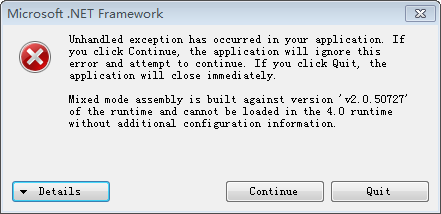 Microsoft .NET Framework
Unhandled exception has occurred in your application. If
you click Continue, the application will ignore this
error and attempt to continue. If you click Quit, the
application will close immediately.
Mixed mode assembly is built against version 'v2.0.50727'
of the runtime and cannot be loaded in the 4.0 runtime
without additional configuration information.
Details
Continue
Quit